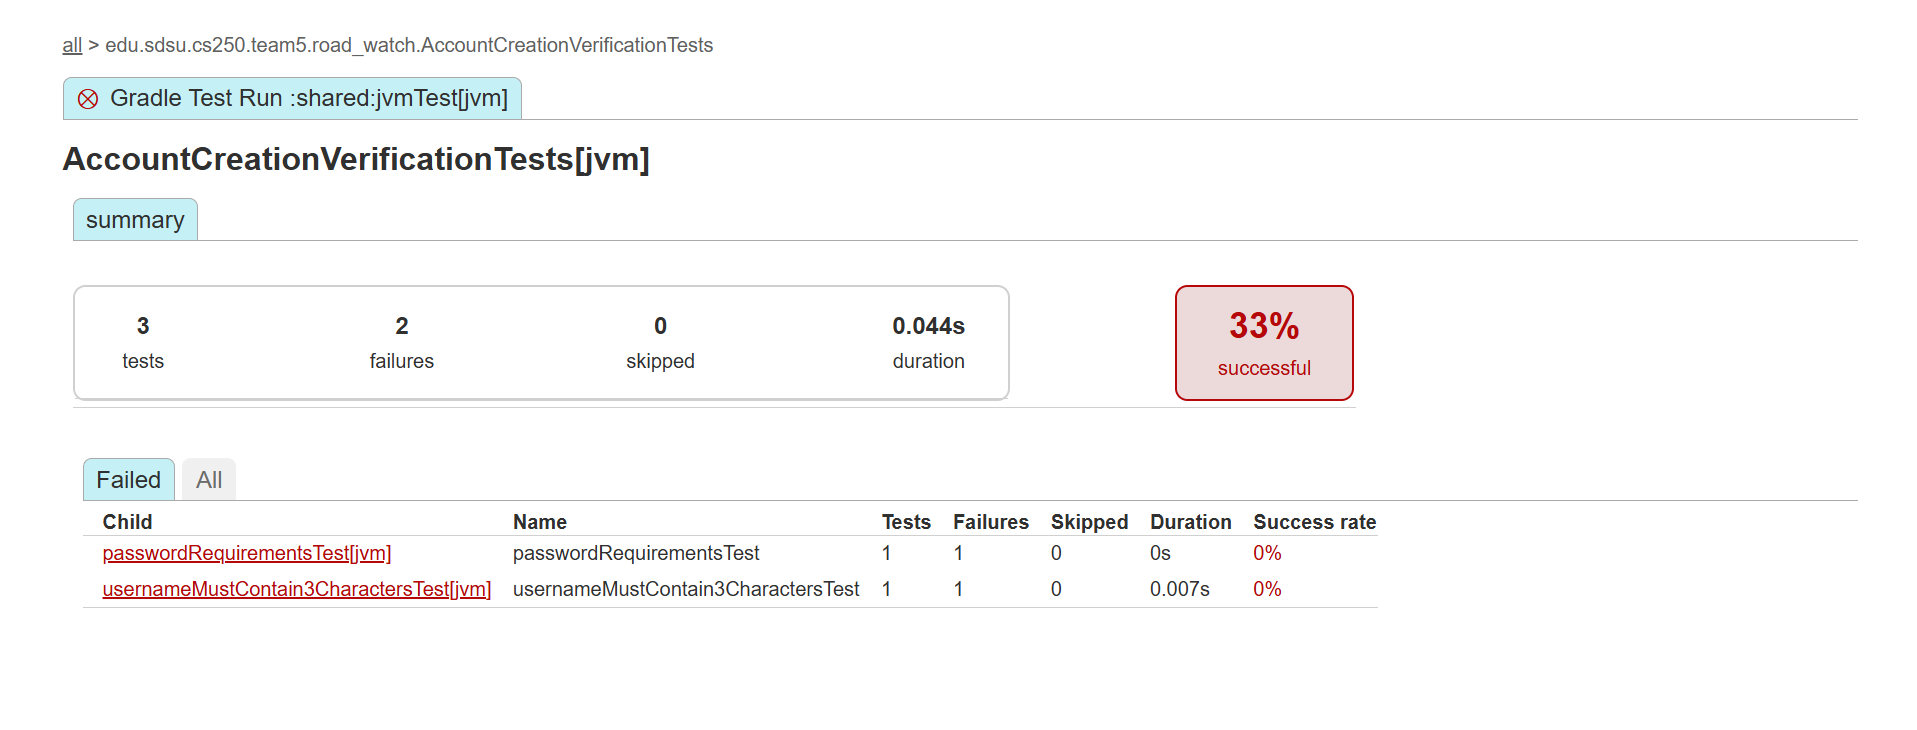 all > edu.sdsu.cs250.team5.road_watch.AccountCreationVerificationTests
Gradle Test Run :shared:jvmTest[jvm]
AccountCreationVerificationTests[jvm]
summary
3 2 0 0.044s 33%
tests failures skipped duration successful
Failed All
Child Name Tests Failures Skipped Duration Success rate
passwordRequirementsTest[jvm] passwordRequirementsTest 1 1 0 0s 0%
usernameMustContain3CharactersTest[jvm] usernameMustContain3CharactersTest 1 1 0 0.007s 0%